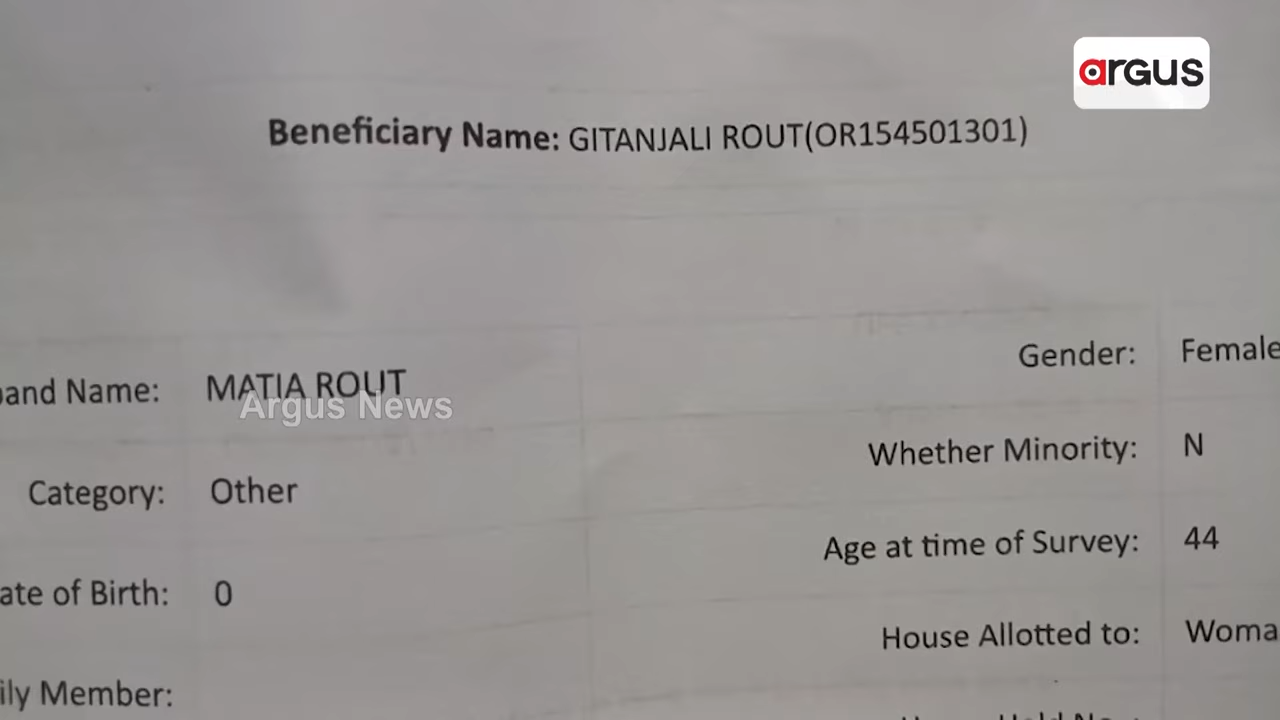 argus
Beneficiary Name: GITANJALI ROUT(OR154501301)
band Name: MATIA ROUT
Argus News
Gender: Female
Whether Minority: N
Category: Other
Age at time of Survey: 44
ate of Birth: 0
House Allotted to: Woma
ily Member: